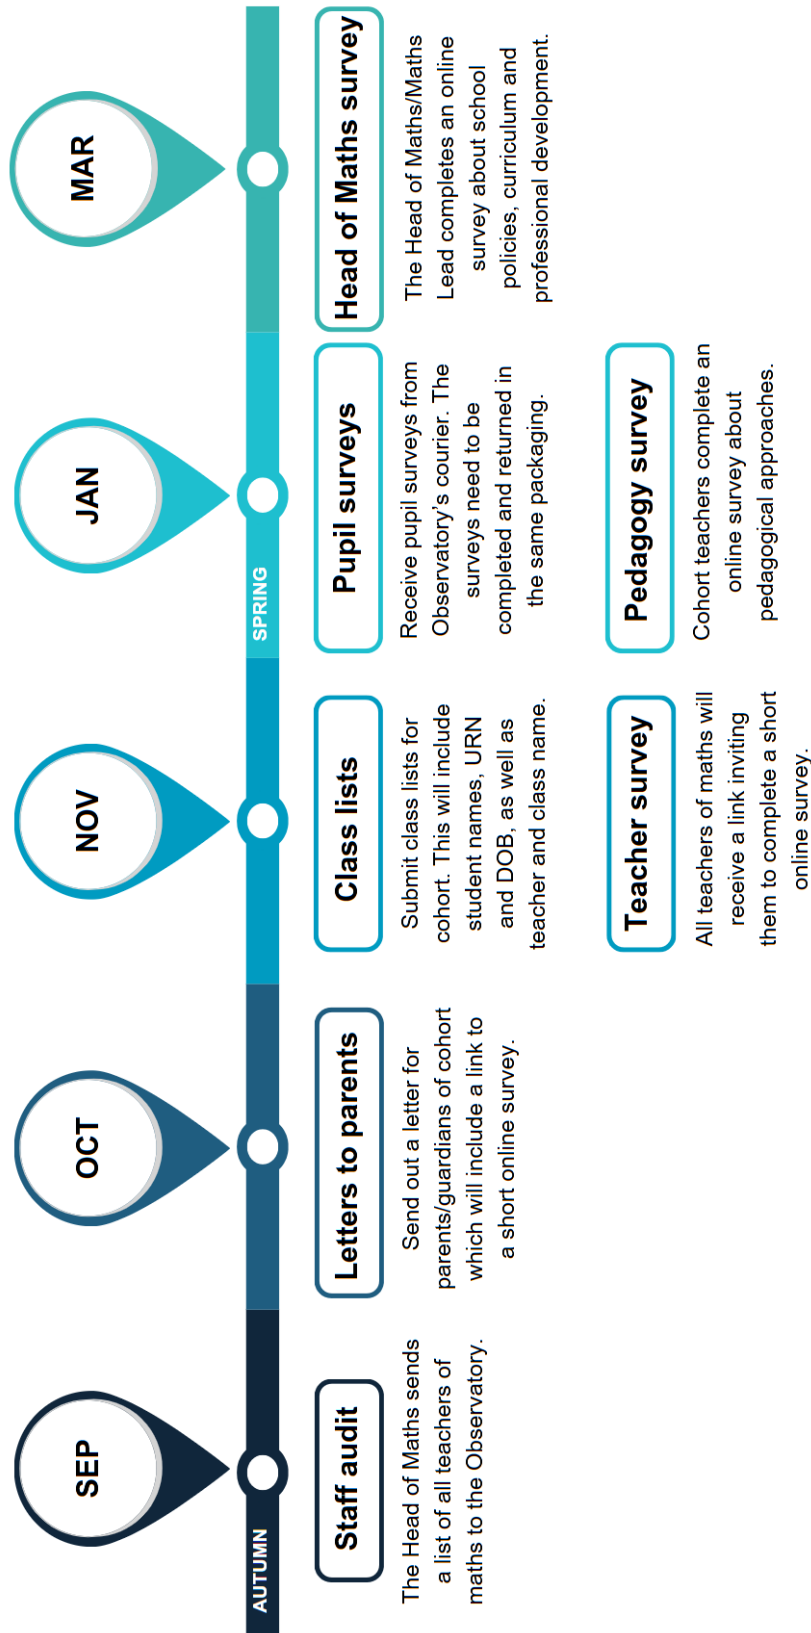 SEP
OCT
NOV
JAN
MAR
AUTUMN
SPRING
Staff audit
The Head of Maths sends
a list of all teachers of
maths to the Observatory.
Letters to parents
Send out a letter for
parents/guardians of cohort
which will include a link to
a short online survey.
Class lists
Submit class lists for
cohort. This will include
student names, URN
and DOB, as well as
teacher and class name.
Teacher survey
All teachers of maths will
receive a link inviting
them to complete a short
online survey.
Pupil surveys
Receive pupil surveys from
Observatory's courier. The
surveys need to be
completed and returned in
the same packaging.
Pedagogy survey
Cohort teachers complete an
online survey about
pedagogical approaches.
Head of Maths survey
The Head of Maths/Maths
Lead completes an online
survey about school
policies, curriculum and
professional development.